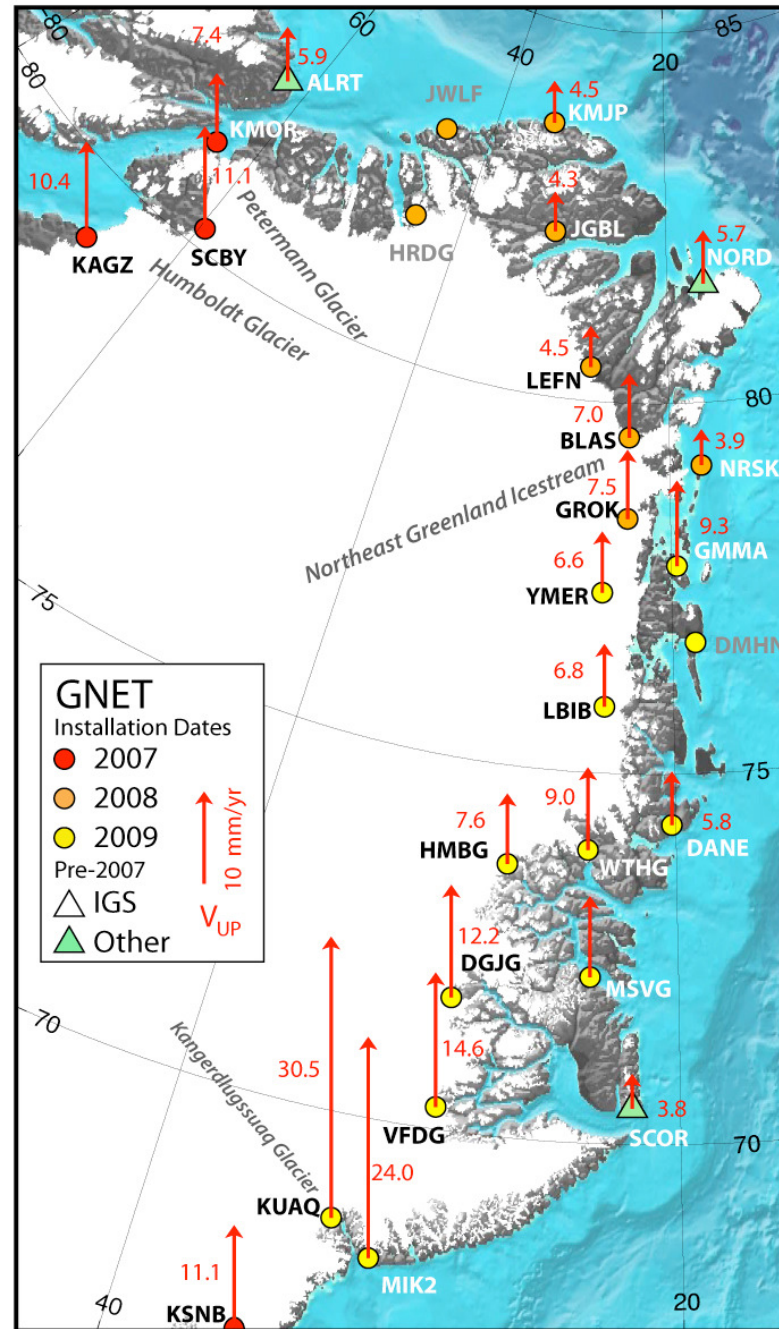 80
60
40
20
85
80
7.4
5.9
ALRT
JWLF
4.5
KMJP
KMOR
10.4
11.1
4.3
JGBL
HRDG
5.7
NORD
KAGZ
SCBY
Petermann Glacier
Humboldt Glacier
4.5
LEFN
80
7.0
BLAS
3.9
NRSK
Northeast Greenland Icestream
7.5
GROK
9.3
GMMA
6.6
YMER
75
DMHN
6.8
LBIB
GNET
Installation Dates
2007
2008
2009
Pre-2007
IGS
Other
10 mm/yr
VUP
75
9.0
7.6
5.8
HMBG
WTHG
DANE
12.2
DGJG
MSVG
70
Kangerdlugssuaq Glacier
30.5
14.6
VFDG
3.8
SCOR
70
24.0
KUAQ
MIK2
11.1
KSNB
40
20